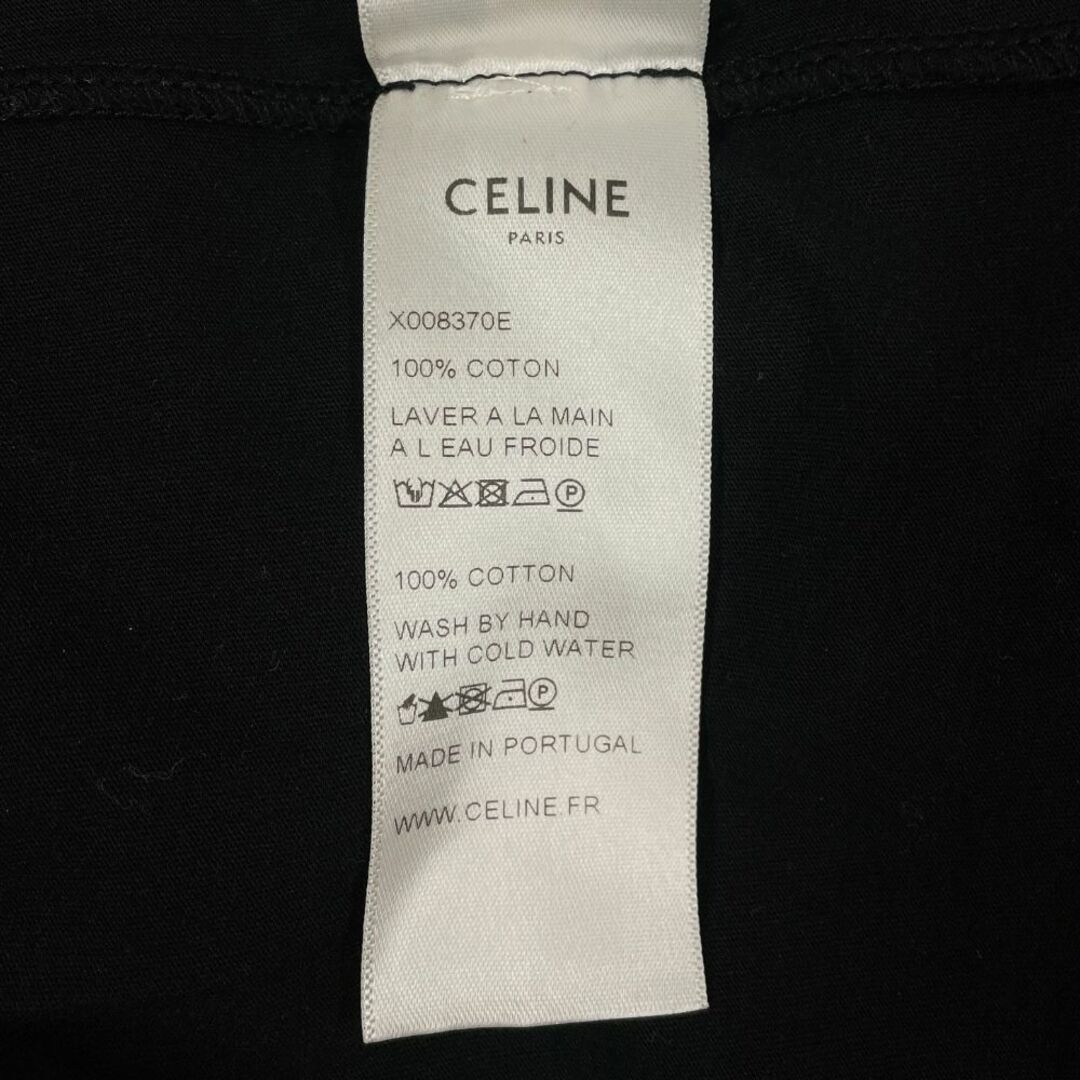 CELINE
PARIS
X008370E
100% COTON
LAVER A LA MAIN
A L EAU FROIDE
P
100% COTTON
WASH BY HAND
WITH COLD WATER
P
MADE IN PORTUGAL
WWW.CELINE.FR